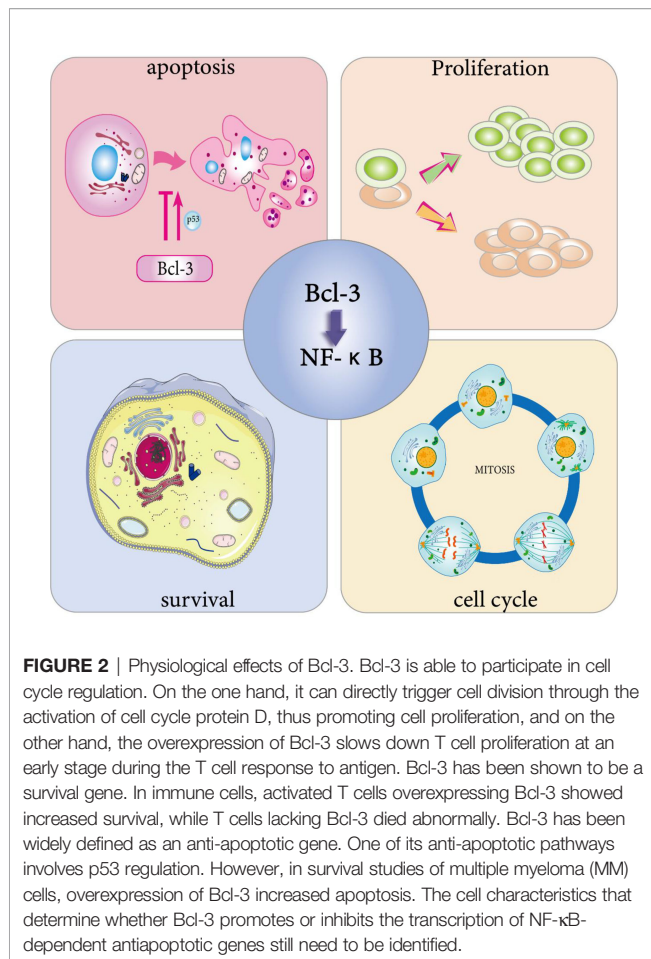 apoptosis
Proliferation
p53
Bcl-3
Bcl-3
NF- κ B
MITOSIS
survival
cell cycle
FIGURE 2 | Physiological effects of Bcl-3. Bcl-3 is able to participate in cell
cycle regulation. On the one hand, it can directly trigger cell division through the
activation of cell cycle protein D, thus promoting cell proliferation, and on the
other hand, the overexpression of Bcl-3 slows down T cell proliferation at an
early stage during the T cell response to antigen. Bcl-3 has been shown to be a
survival gene. In immune cells, activated T cells overexpressing Bcl-3 showed
increased survival, while T cells lacking Bcl-3 died abnormally. Bcl-3 has been
widely defined as an anti-apoptotic gene. One of its anti-apoptotic pathways
involves p53 regulation. However, in survival studies of multiple myeloma (MM)
cells, overexpression of Bcl-3 increased apoptosis. The cell characteristics that
determine whether Bcl-3 promotes or inhibits the transcription of NF-κB-
dependent antiapoptotic genes still need to be identified.